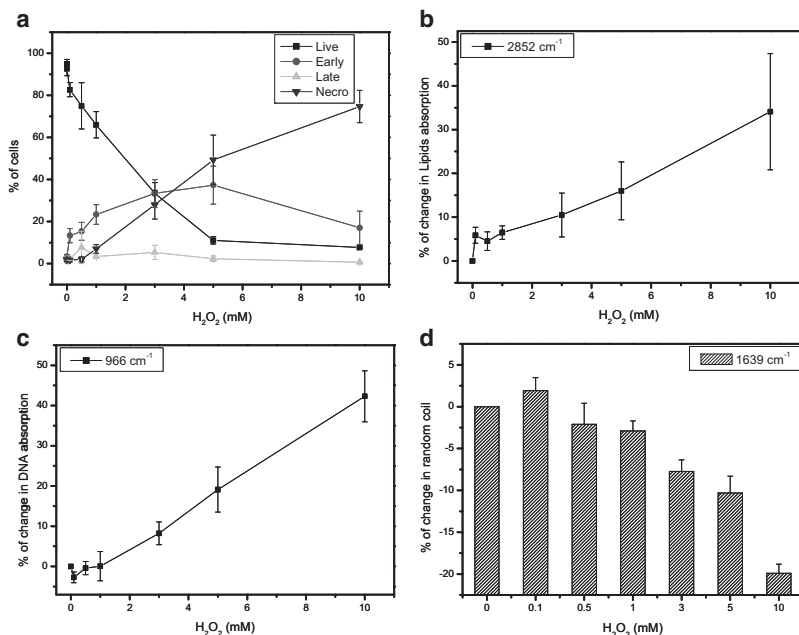 a
100
80
60
40
20
0
% of cells
0 2 4 6 8 10
H₂O₂ (mM)
Live
Early
Late
Necro
b
50
40
30
20
10
0
% of change in Lipids absorption
0 2 4 6 8 10
H₂O₂ (mM)
2852 cm⁻¹
c
50
40
30
20
10
0
% of change in DNA absorption
0 2 4 6 8 10
H₂O₂ (mM)
966 cm⁻¹
d
5
0
-5
-10
-15
-20
% of change in random coil
0 0.1 0.5 1 3 5 10
H₂O₂ (mM)
1639 cm⁻¹